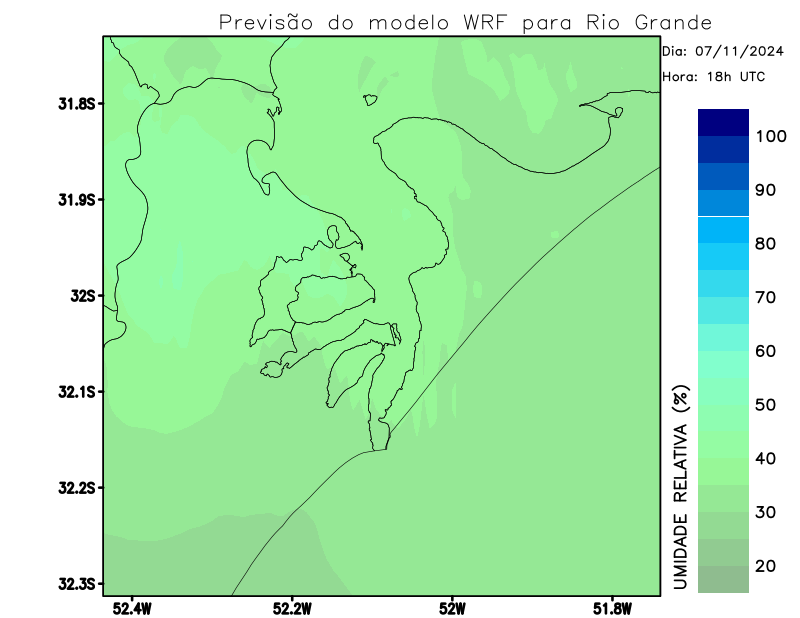 Previsão do modelo WRF para Rio Grande
Dia: 07/11/2024
Hora: 18h UTC
31.8S
31.9S
32S
32.1S
32.2S
32.3S
52.4W
52.2W
52W
51.8W
100
90
80
70
60
50
40
30
20
UMIDADE RELATIVA (%)